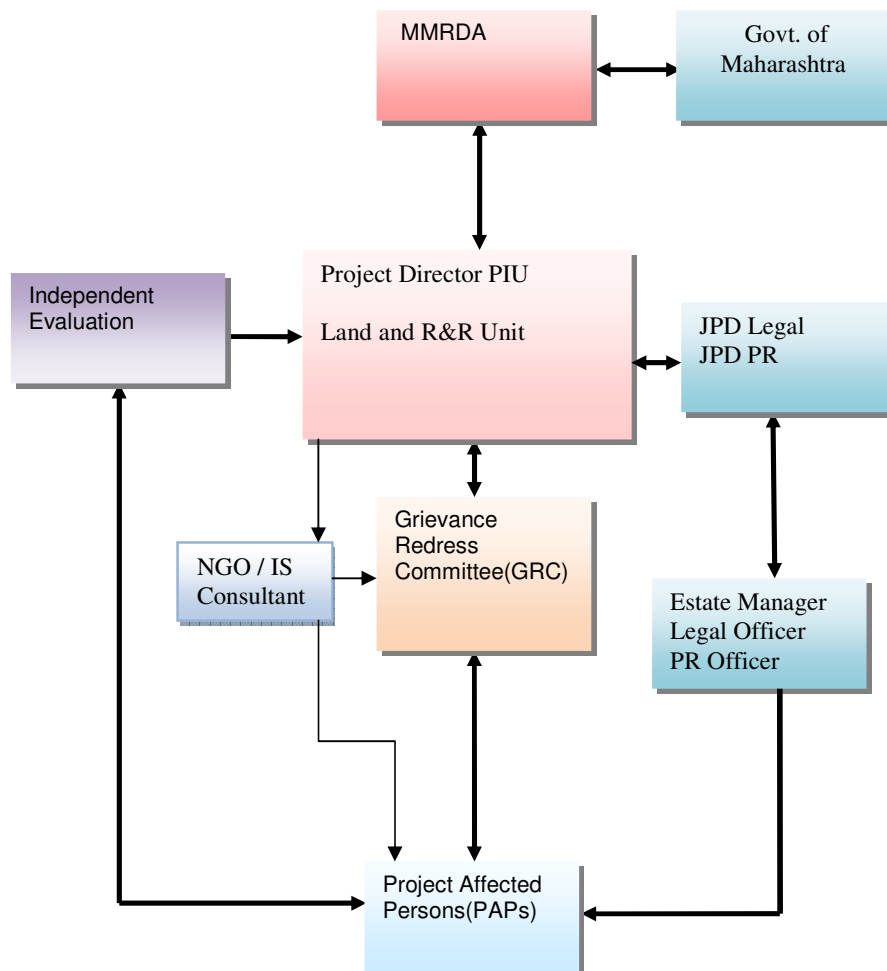 MMRDA
Govt. of
Maharashtra
Project Director PIU
Land and R&R Unit
Independent
Evaluation
JPD Legal
JPD PR
Grievance
Redress
Committee(GRC)
NGO / IS
Consultant
Estate Manager
Legal Officer
PR Officer
Project Affected
Persons(PAPs)